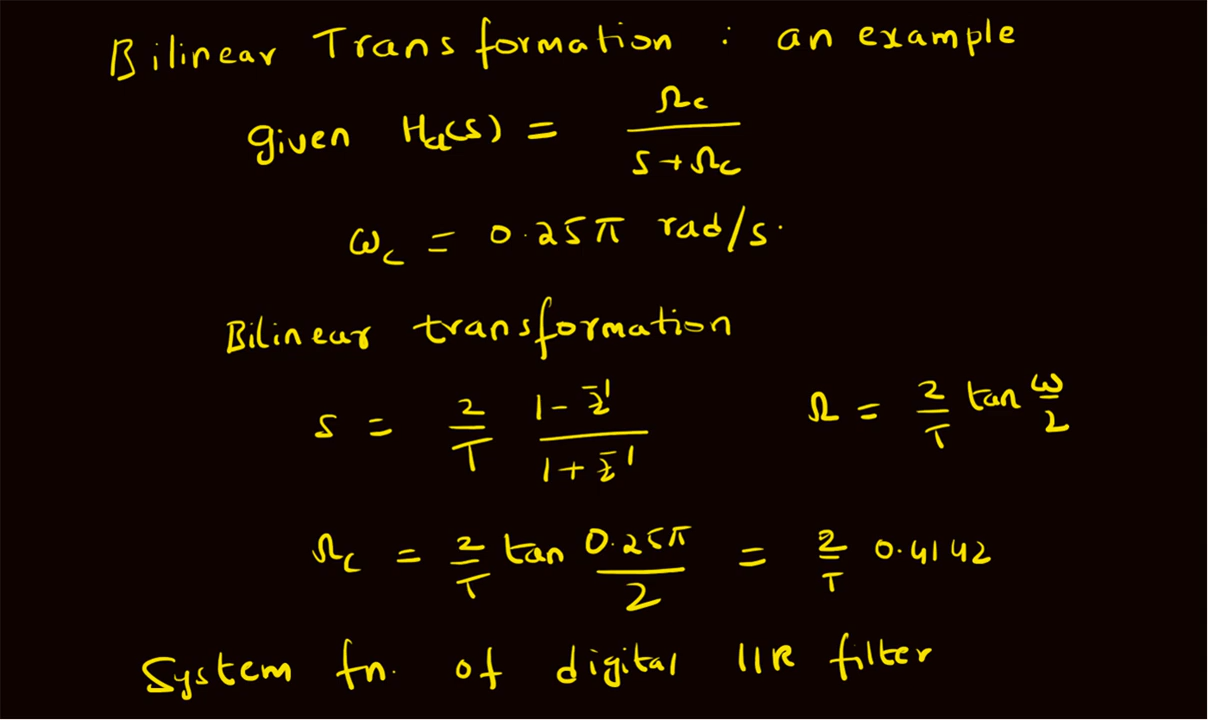 Bilinear Transformation : an example
given Ha(s) = Ωc / (s + Ωc)
ωc = 0.25π rad/s.
Bilinear transformation
s = 2/T (1 - z⁻¹)/(1 + z⁻¹) Ω = 2/T tan ω/2
Ωc = 2/T tan 0.25π/2 = 2/T 0.4142
System fn. of digital IIR filter